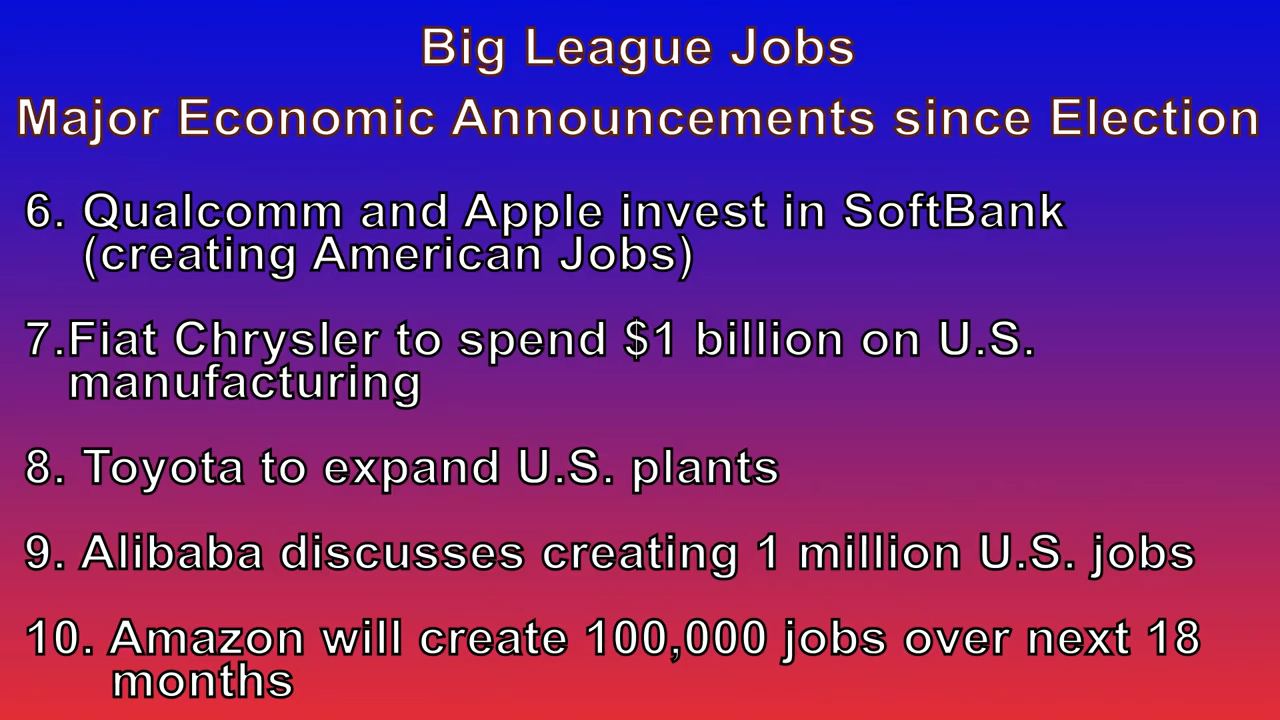 Big League Jobs
Major Economic Announcements since Election
6. Qualcomm and Apple invest in SoftBank
(creating American Jobs)
7.Fiat Chrysler to spend $1 billion on U.S.
manufacturing
8. Toyota to expand U.S. plants
9. Alibaba discusses creating 1 million U.S. jobs
10. Amazon will create 100,000 jobs over next 18
months